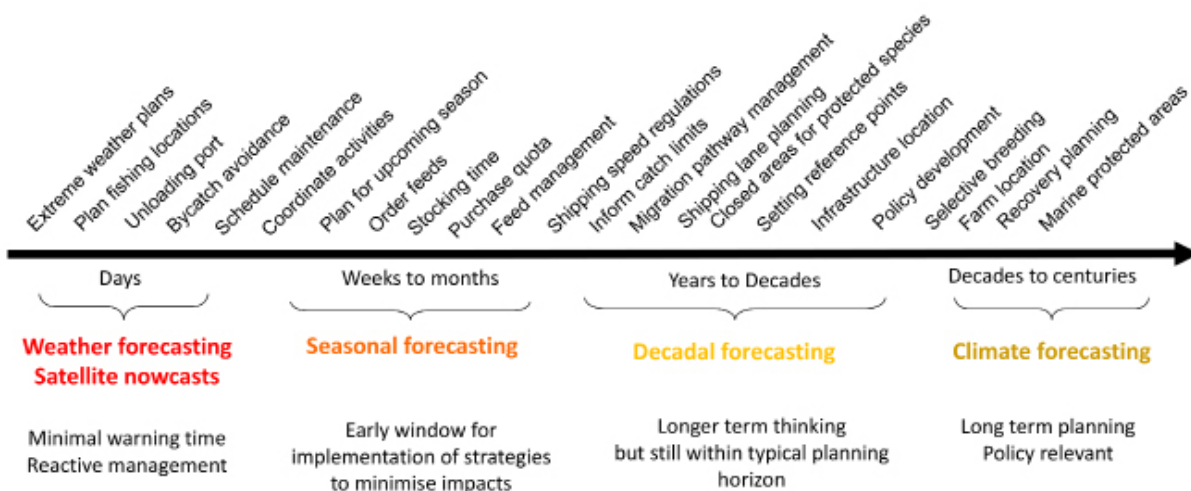 Extreme weather plans
Plan fishing locations
Unloading port
Bycatch avoidance
Schedule maintenance
Coordinate activities
Plan for upcoming season
Order feeds
Stocking time
Purchase quota
Feed management
Shipping speed regulations
Inform catch limits
Migration pathway management
Shipping lane planning
Closed areas for protected species
Setting reference points
Infrastructure location
Policy development
Selective breeding
Farm location
Recovery planning
Marine protected areas
Days
Weeks to months
Years to Decades
Decades to centuries
Weather forecasting
Satellite nowcasts
Seasonal forecasting
Decadal forecasting
Climate forecasting
Minimal warning time
Reactive management
Early window for
implementation of strategies
to minimise impacts
Longer term thinking
but still within typical planning
horizon
Long term planning
Policy relevant